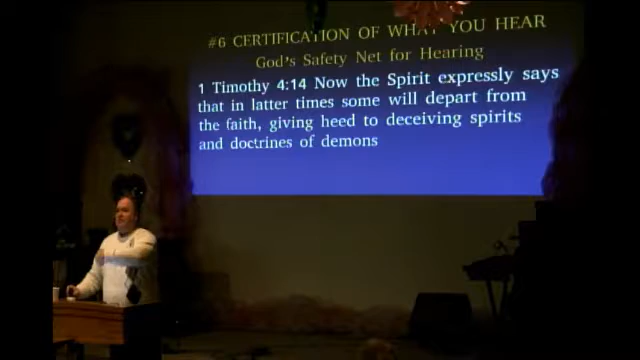 #6 CERTIFICATION OF WHAT YOU HEAR
God's Safety Net for Hearing
1 Timothy 4:14 Now the Spirit expressly says
that in latter times some will depart from
the faith, giving heed to deceiving spirits
and doctrines of demons